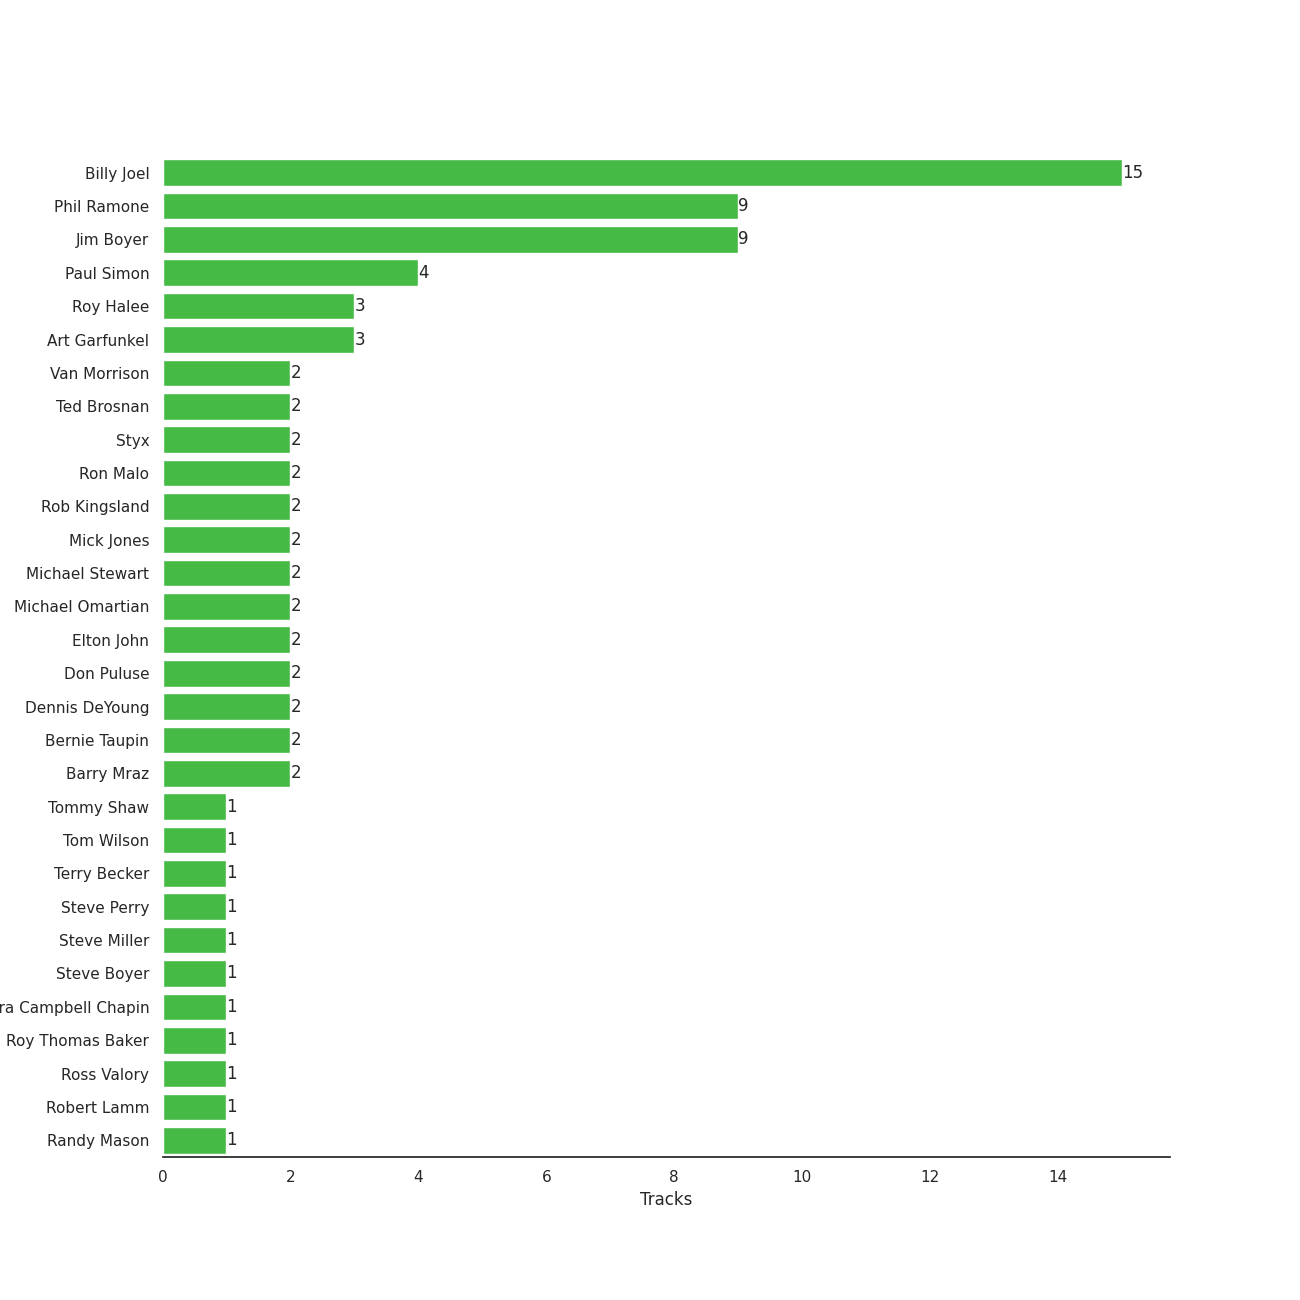 Billy Joel 15
Phil Ramone 9
Jim Boyer 9
Paul Simon 4
Roy Halee 3
Art Garfunkel 3
Van Morrison 2
Ted Brosnan 2
Styx 2
Ron Malo 2
Rob Kingsland 2
Mick Jones 2
Michael Stewart 2
Michael Omartian 2
Elton John 2
Don Puluse 2
Dennis DeYoung 2
Bernie Taupin 2
Barry Mraz 2
Tommy Shaw 1
Tom Wilson 1
Terry Becker 1
Steve Perry 1
Steve Miller 1
Steve Boyer 1
ra Campbell Chapin 1
Roy Thomas Baker 1
Ross Valory 1
Robert Lamm 1
Randy Mason 1
0 2 4 6 8 10 12 14
Tracks